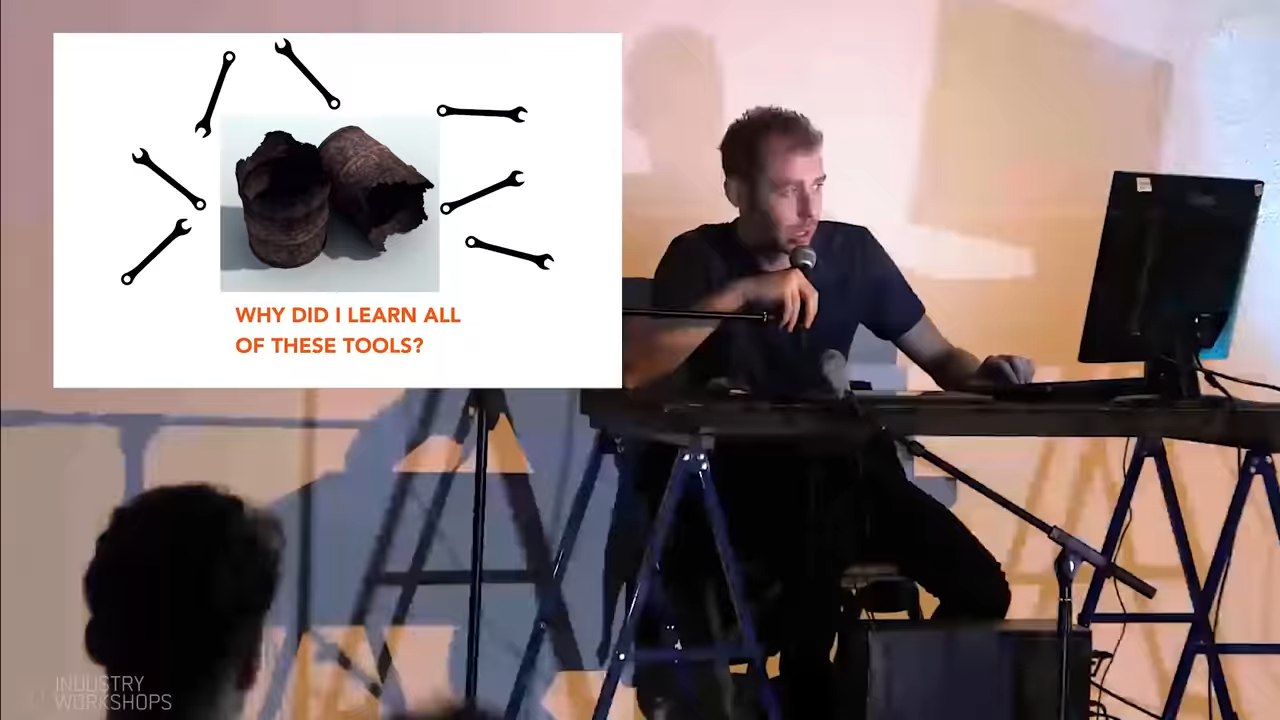 WHY DID I LEARN ALL
OF THESE TOOLS?
INDUSTRY
WORKSHOPS